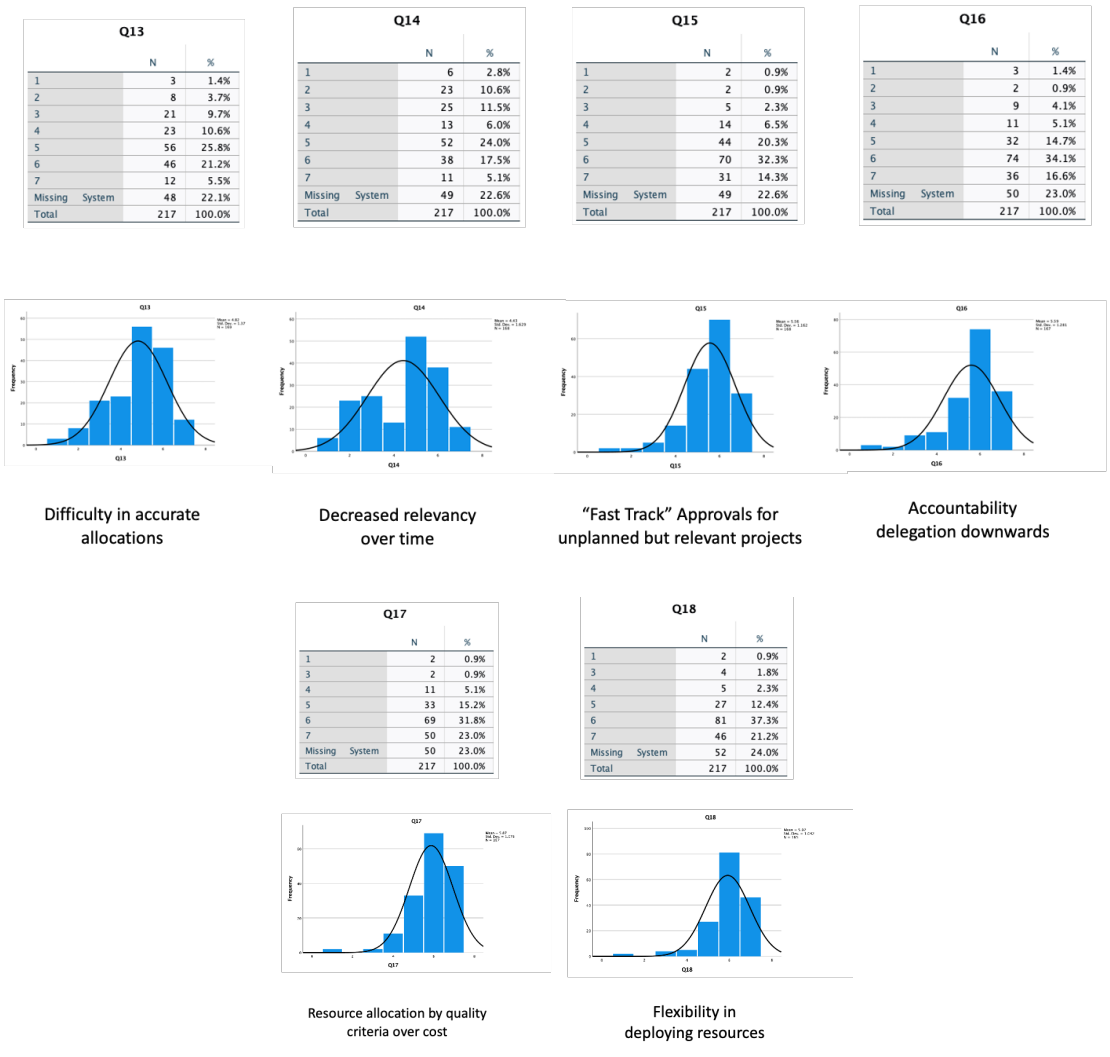 Q13
N %
1 3 1.4%
2 8 3.7%
3 21 9.7%
4 23 10.6%
5 56 25.8%
6 46 21.2%
7 12 5.5%
Missing System 48 22.1%
Total 217 100.0%
Q14
N %
1 6 2.8%
2 23 10.6%
3 25 11.5%
4 13 6.0%
5 52 24.0%
6 38 17.5%
7 11 5.1%
Missing System 49 22.6%
Total 217 100.0%
Q15
N %
1 2 0.9%
2 2 0.9%
3 5 2.3%
4 14 6.5%
5 44 20.3%
6 70 32.3%
7 31 14.3%
Missing System 49 22.6%
Total 217 100.0%
Q16
N %
1 3 1.4%
2 2 0.9%
3 9 4.1%
4 11 5.1%
5 32 14.7%
6 74 34.1%
7 36 16.6%
Missing System 50 23.0%
Total 217 100.0%
Q13
Frequency
Q13
Q14
Frequency
Q14
Q15
Frequency
Q15
Q16
Frequency
Q16
Difficulty in accurate
allocations
Decreased relevancy
over time
“Fast Track” Approvals for
unplanned but relevant projects
Accountability
delegation downwards
Q17
N %
1 2 0.9%
3 2 0.9%
4 11 5.1%
5 33 15.2%
6 69 31.8%
7 50 23.0%
Missing System 50 23.0%
Total 217 100.0%
Q18
N %
1 2 0.9%
3 4 1.8%
4 5 2.3%
5 27 12.4%
6 81 37.3%
7 46 21.2%
Missing System 52 24.0%
Total 217 100.0%
Q17
Frequency
Q17
Q18
Frequency
Q18
Resource allocation by quality
criteria over cost
Flexibility in
deploying resources